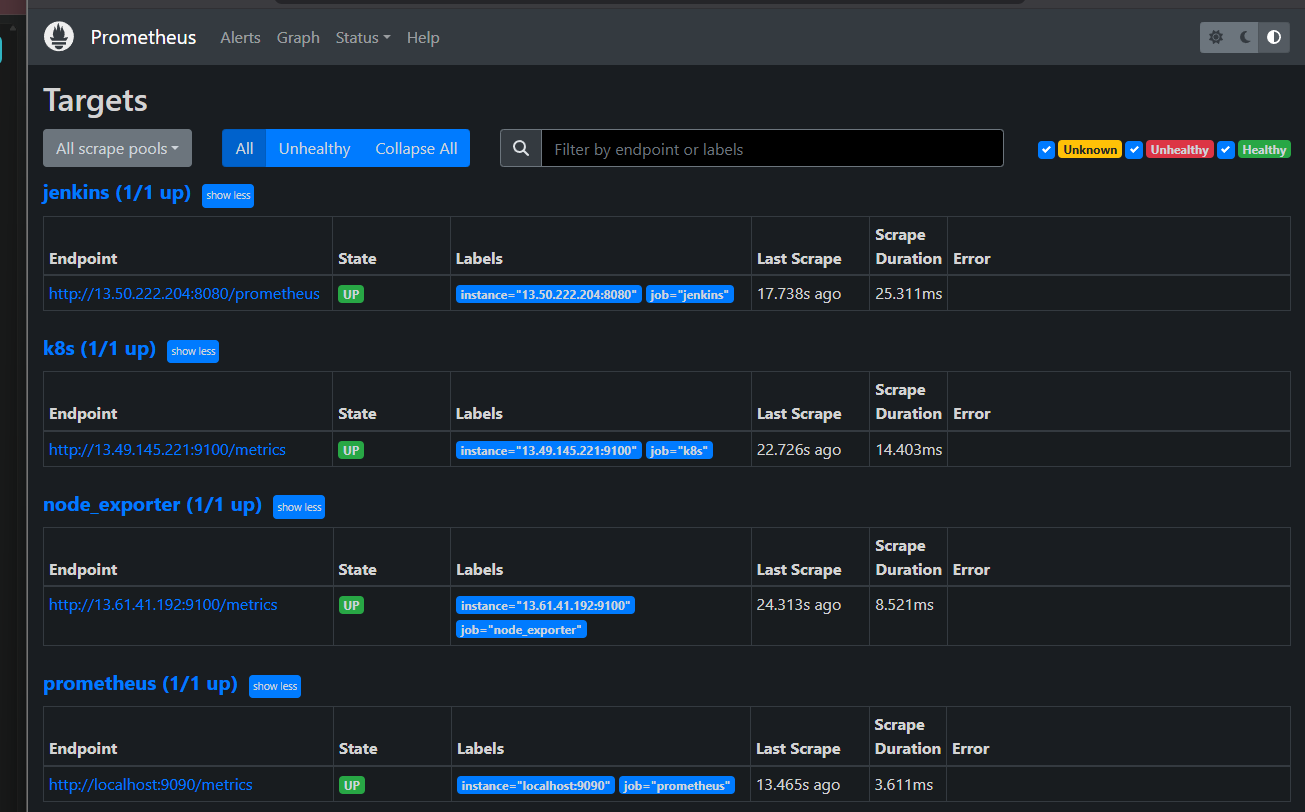 Prometheus Alerts Graph Status Help
Targets
All scrape pools All Unhealthy Collapse All Filter by endpoint or labels Unknown Unhealthy Healthy
jenkins (1/1 up) show less
Endpoint State Labels Last Scrape Scrape Duration Error
http://13.50.222.204:8080/prometheus UP instance="13.50.222.204:8080" job="jenkins" 17.738s ago 25.311ms
k8s (1/1 up) show less
Endpoint State Labels Last Scrape Scrape Duration Error
http://13.49.145.221:9100/metrics UP instance="13.49.145.221:9100" job="k8s" 22.726s ago 14.403ms
node_exporter (1/1 up) show less
Endpoint State Labels Last Scrape Scrape Duration Error
http://13.61.41.192:9100/metrics UP instance="13.61.41.192:9100" 24.313s ago 8.521ms
job="node_exporter"
prometheus (1/1 up) show less
Endpoint State Labels Last Scrape Scrape Duration Error
http://localhost:9090/metrics UP instance="localhost:9090" job="prometheus" 13.465s ago 3.611ms